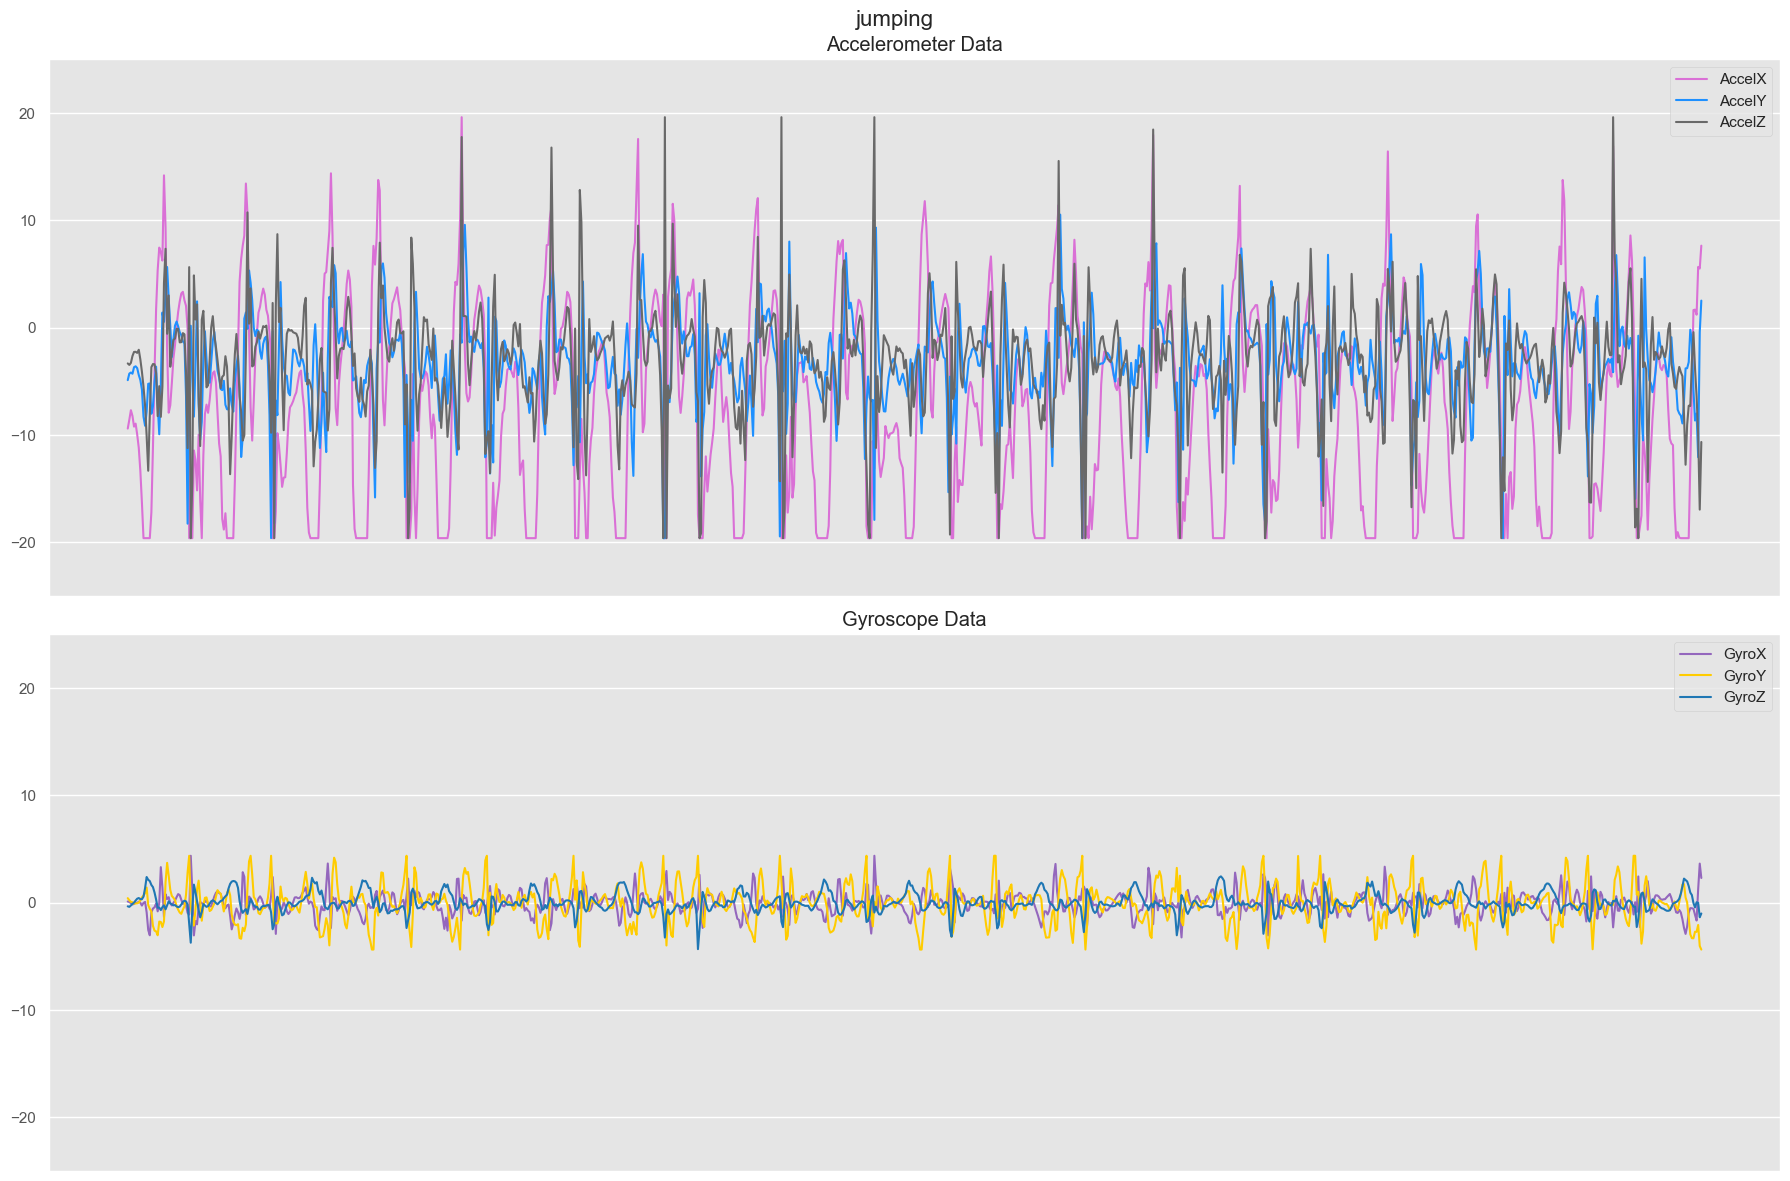 jumping
Accelerometer Data
AccelX
AccelY
AccelZ
20
10
0
−10
−20
Gyroscope Data
GyroX
GyroY
GyroZ
20
10
0
−10
−20